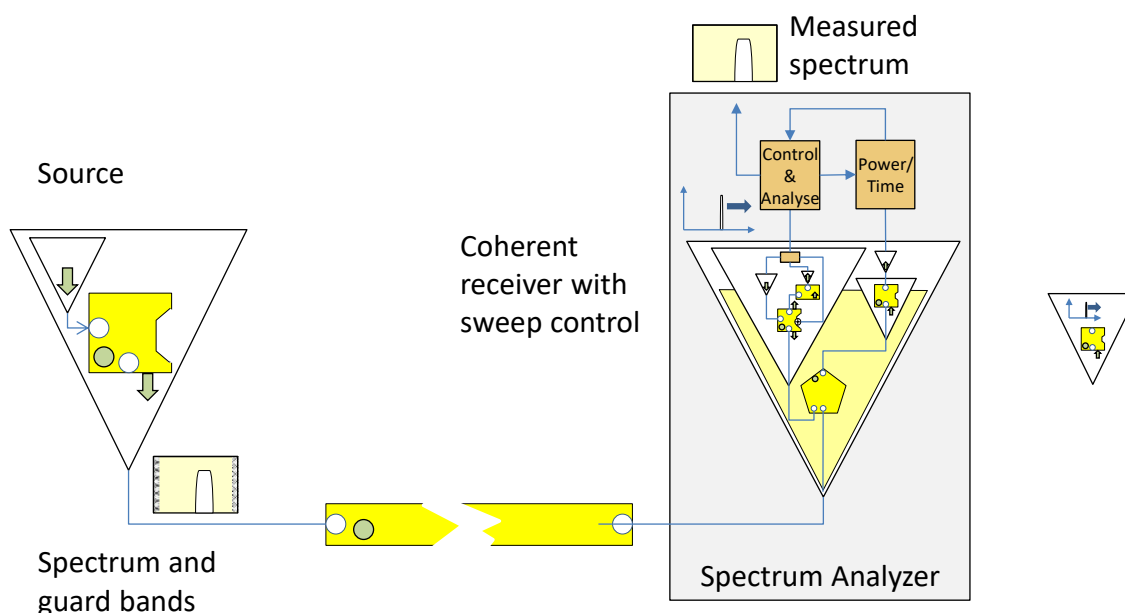 Measured
spectrum
Control
&
Analyse
Power/
Time
Source
Coherent
receiver with
sweep control
Spectrum and
guard bands
Spectrum Analyzer